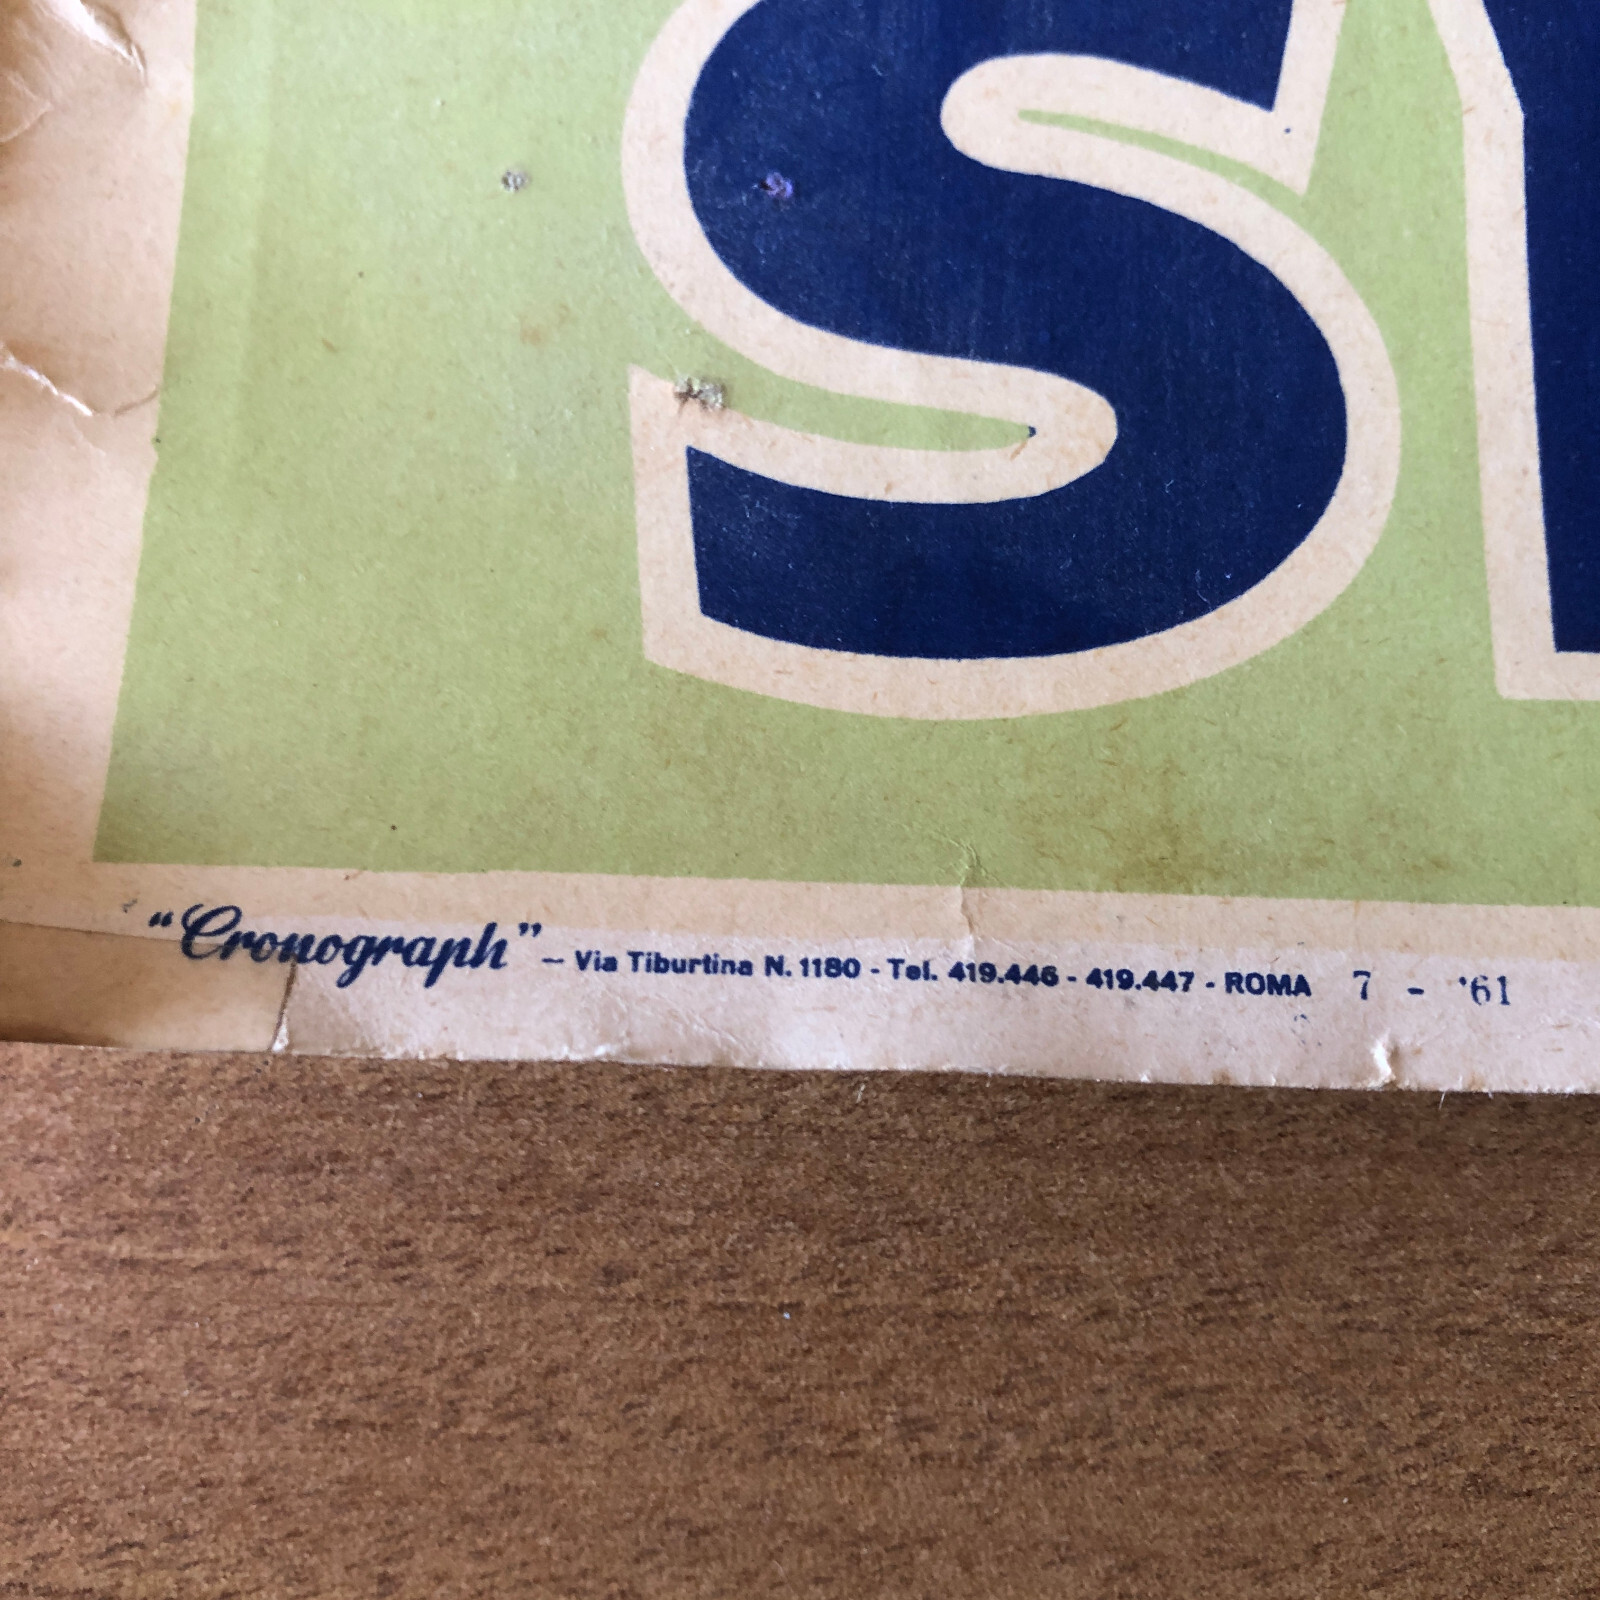 S
"Cronograph" – Via Tiburtina N. 1180 - Tel. 419.446 - 419.447 - ROMA 7 - '61